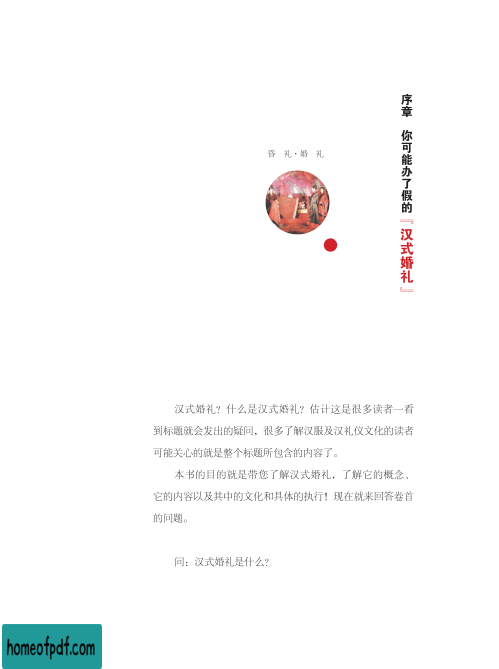 序章 你可能办了假的『汉式婚礼』
昏 礼·婚 礼
汉式婚礼？什么是汉式婚礼？估计这是很多读者一看
到标题就会发出的疑问，很多了解汉服及汉礼仪文化的读者
可能关心的就是整个标题所包含的内容了。
本书的目的就是带您了解汉式婚礼，了解它的概念、
它的内容以及其中的文化和具体的执行！现在就来回答卷首
的问题。
问：汉式婚礼是什么？
homeofpdf.com